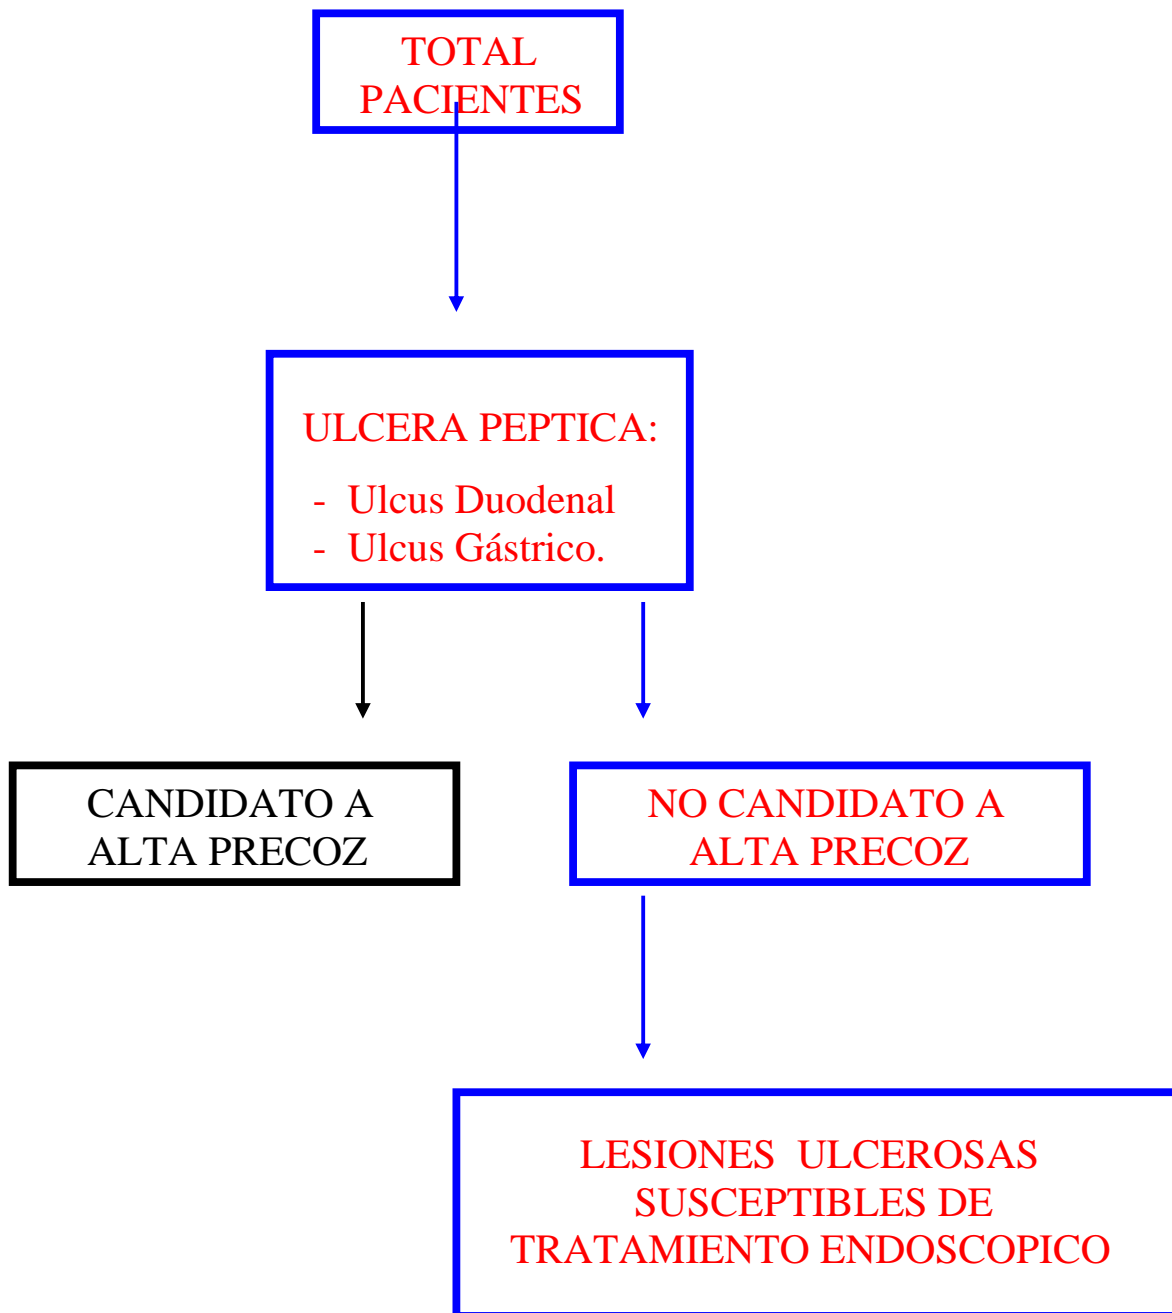 TOTAL
PACIENTES
ULCERA PEPTICA:
- Ulcus Duodenal
- Ulcus Gástrico.
CANDIDATO A
ALTA PRECOZ
NO CANDIDATO A
ALTA PRECOZ
LESIONES ULCEROSAS
SUSCEPTIBLES DE
TRATAMIENTO ENDOSCOPICO